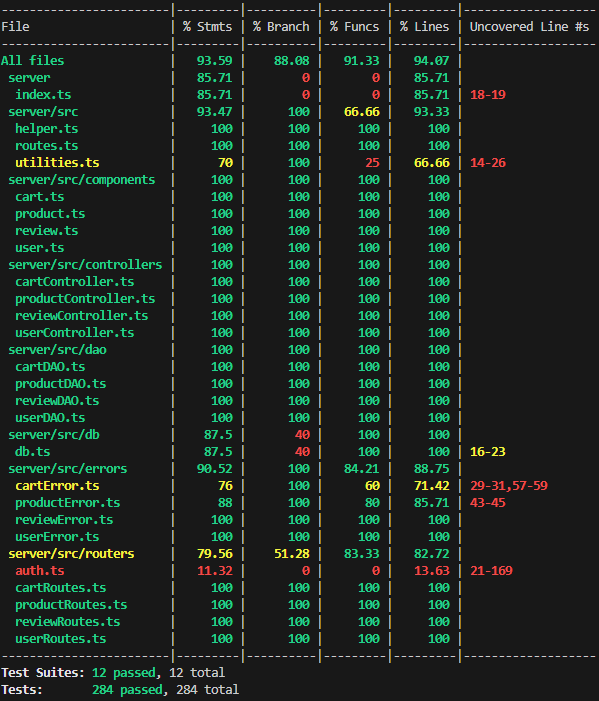 -------------------------|---------|----------|---------|---------|-------------------
File                     | % Stmts | % Branch | % Funcs | % Lines | Uncovered Line #s
-------------------------|---------|----------|---------|---------|-------------------
All files                |   93.59 |    88.08 |   91.33 |   94.07 |
 server                  |   85.71 |        0 |       0 |   85.71 |
  index.ts               |   85.71 |        0 |       0 |   85.71 | 18-19
 server/src              |   93.47 |      100 |   66.66 |   93.33 |
  helper.ts              |     100 |      100 |     100 |     100 |
  routes.ts              |     100 |      100 |     100 |     100 |
  utilities.ts           |      70 |      100 |      25 |   66.66 | 14-26
 server/src/components   |     100 |      100 |     100 |     100 |
  cart.ts                |     100 |      100 |     100 |     100 |
  product.ts             |     100 |      100 |     100 |     100 |
  review.ts              |     100 |      100 |     100 |     100 |
  user.ts                |     100 |      100 |     100 |     100 |
 server/src/controllers  |     100 |      100 |     100 |     100 |
  cartController.ts      |     100 |      100 |     100 |     100 |
  productController.ts   |     100 |      100 |     100 |     100 |
  reviewController.ts    |     100 |      100 |     100 |     100 |
  userController.ts      |     100 |      100 |     100 |     100 |
 server/src/dao          |     100 |      100 |     100 |     100 |
  cartDAO.ts             |     100 |      100 |     100 |     100 |
  productDAO.ts          |     100 |      100 |     100 |     100 |
  reviewDAO.ts           |     100 |      100 |     100 |     100 |
  userDAO.ts             |     100 |      100 |     100 |     100 |
 server/src/db           |    87.5 |       40 |     100 |     100 |
  db.ts                  |    87.5 |       40 |     100 |     100 | 16-23
 server/src/errors       |   90.52 |      100 |   84.21 |   88.75 |
  cartError.ts           |      76 |      100 |      60 |   71.42 | 29-31,57-59
  productError.ts        |      88 |      100 |      80 |   85.71 | 43-45
  reviewError.ts         |     100 |      100 |     100 |     100 |
  userError.ts           |     100 |      100 |     100 |     100 |
 server/src/routers      |   79.56 |    51.28 |   83.33 |   82.72 |
  auth.ts                |   11.32 |        0 |       0 |   13.63 | 21-169
  cartRoutes.ts          |     100 |      100 |     100 |     100 |
  productRoutes.ts       |     100 |      100 |     100 |     100 |
  reviewRoutes.ts        |     100 |      100 |     100 |     100 |
  userRoutes.ts          |     100 |      100 |     100 |     100 |
-------------------------|---------|----------|---------|---------|-------------------
Test Suites: 12 passed, 12 total
Tests:       284 passed, 284 total